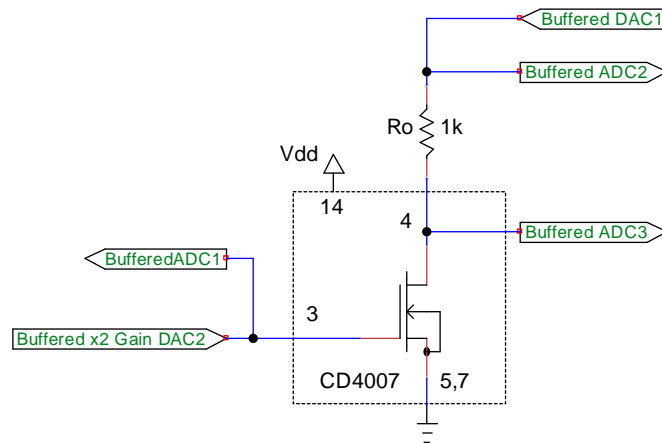 Buffered DAC1
Buffered ADC2
Ro 1k
Vdd
14
4
Buffered ADC3
BufferedADC1
3
Buffered x2 Gain DAC2
CD4007 5,7